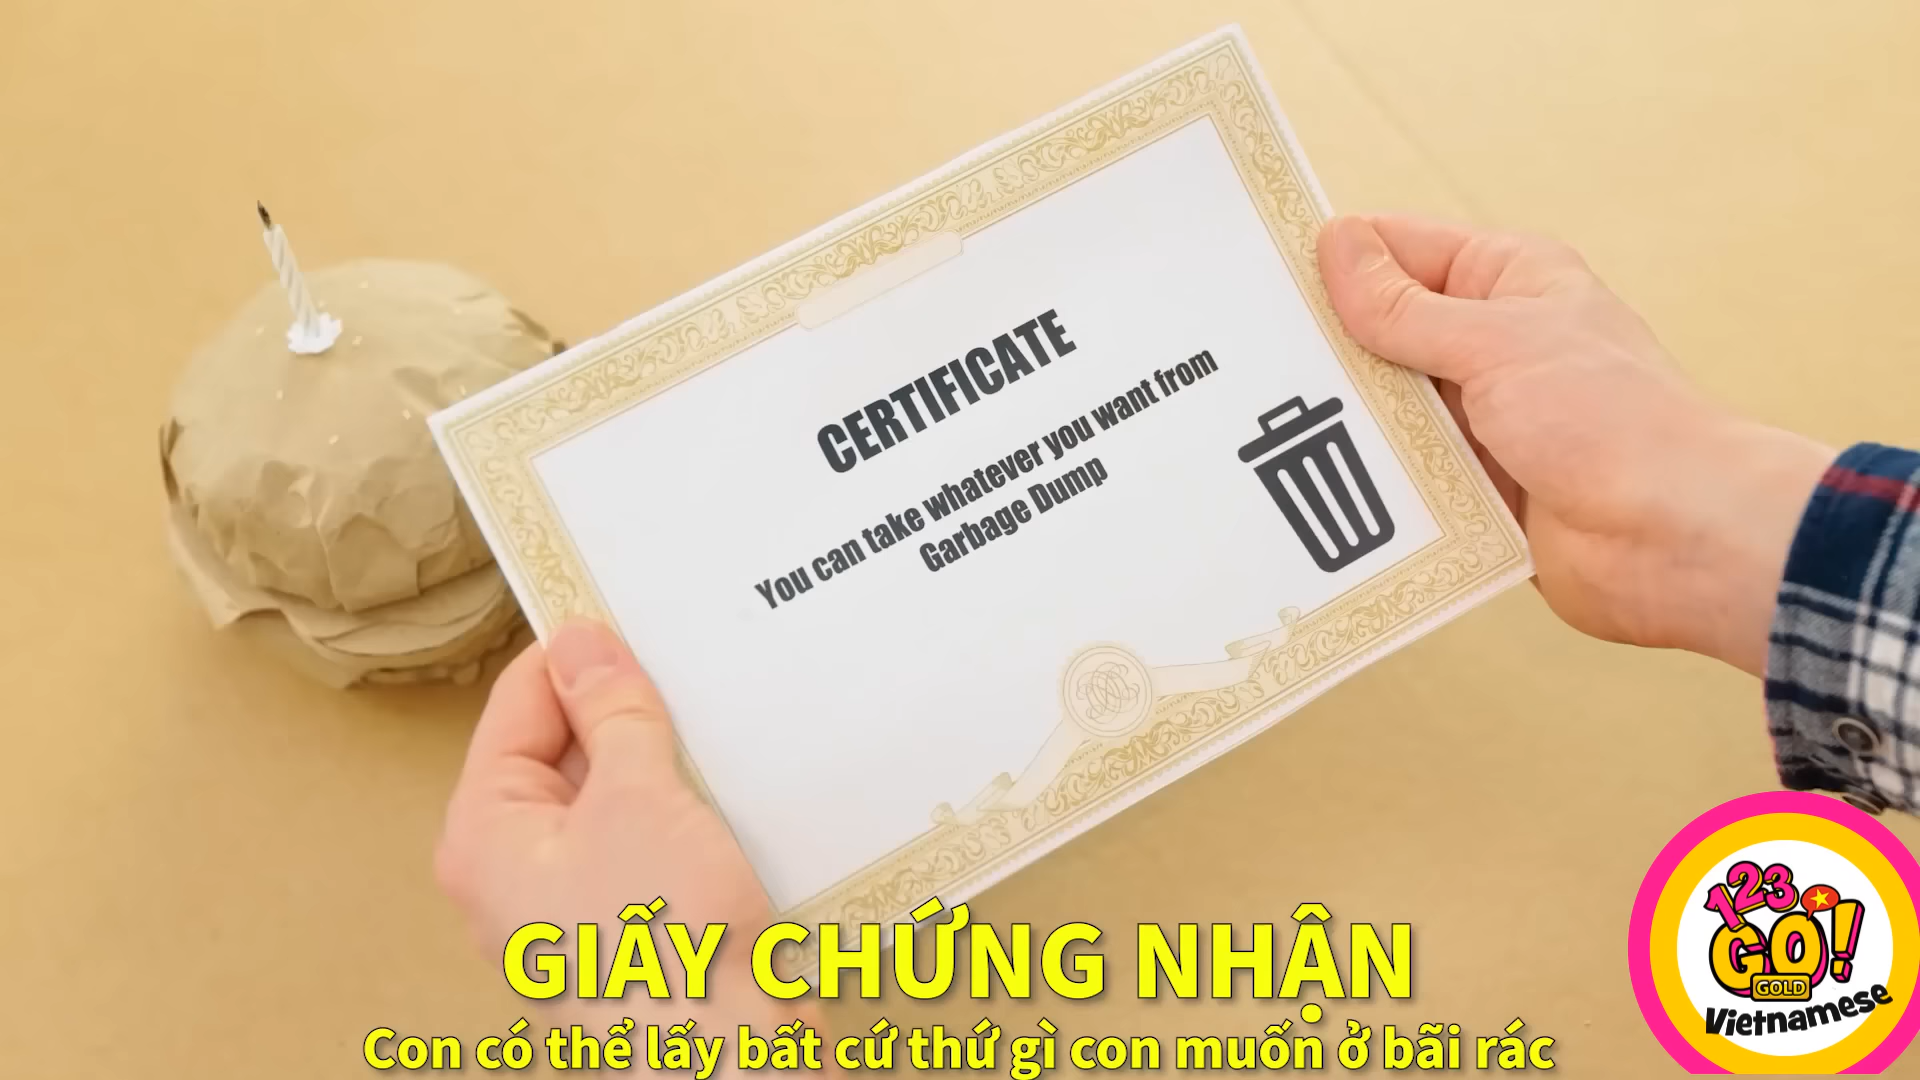 CERTIFICATE
You can take whatever you want from
Garbage Dump
GIẤY CHỨNG NHẬN
Con có thể lấy bất cứ thứ gì con muốn ở bãi rác
123
GO!
GOLD
Vietnamese